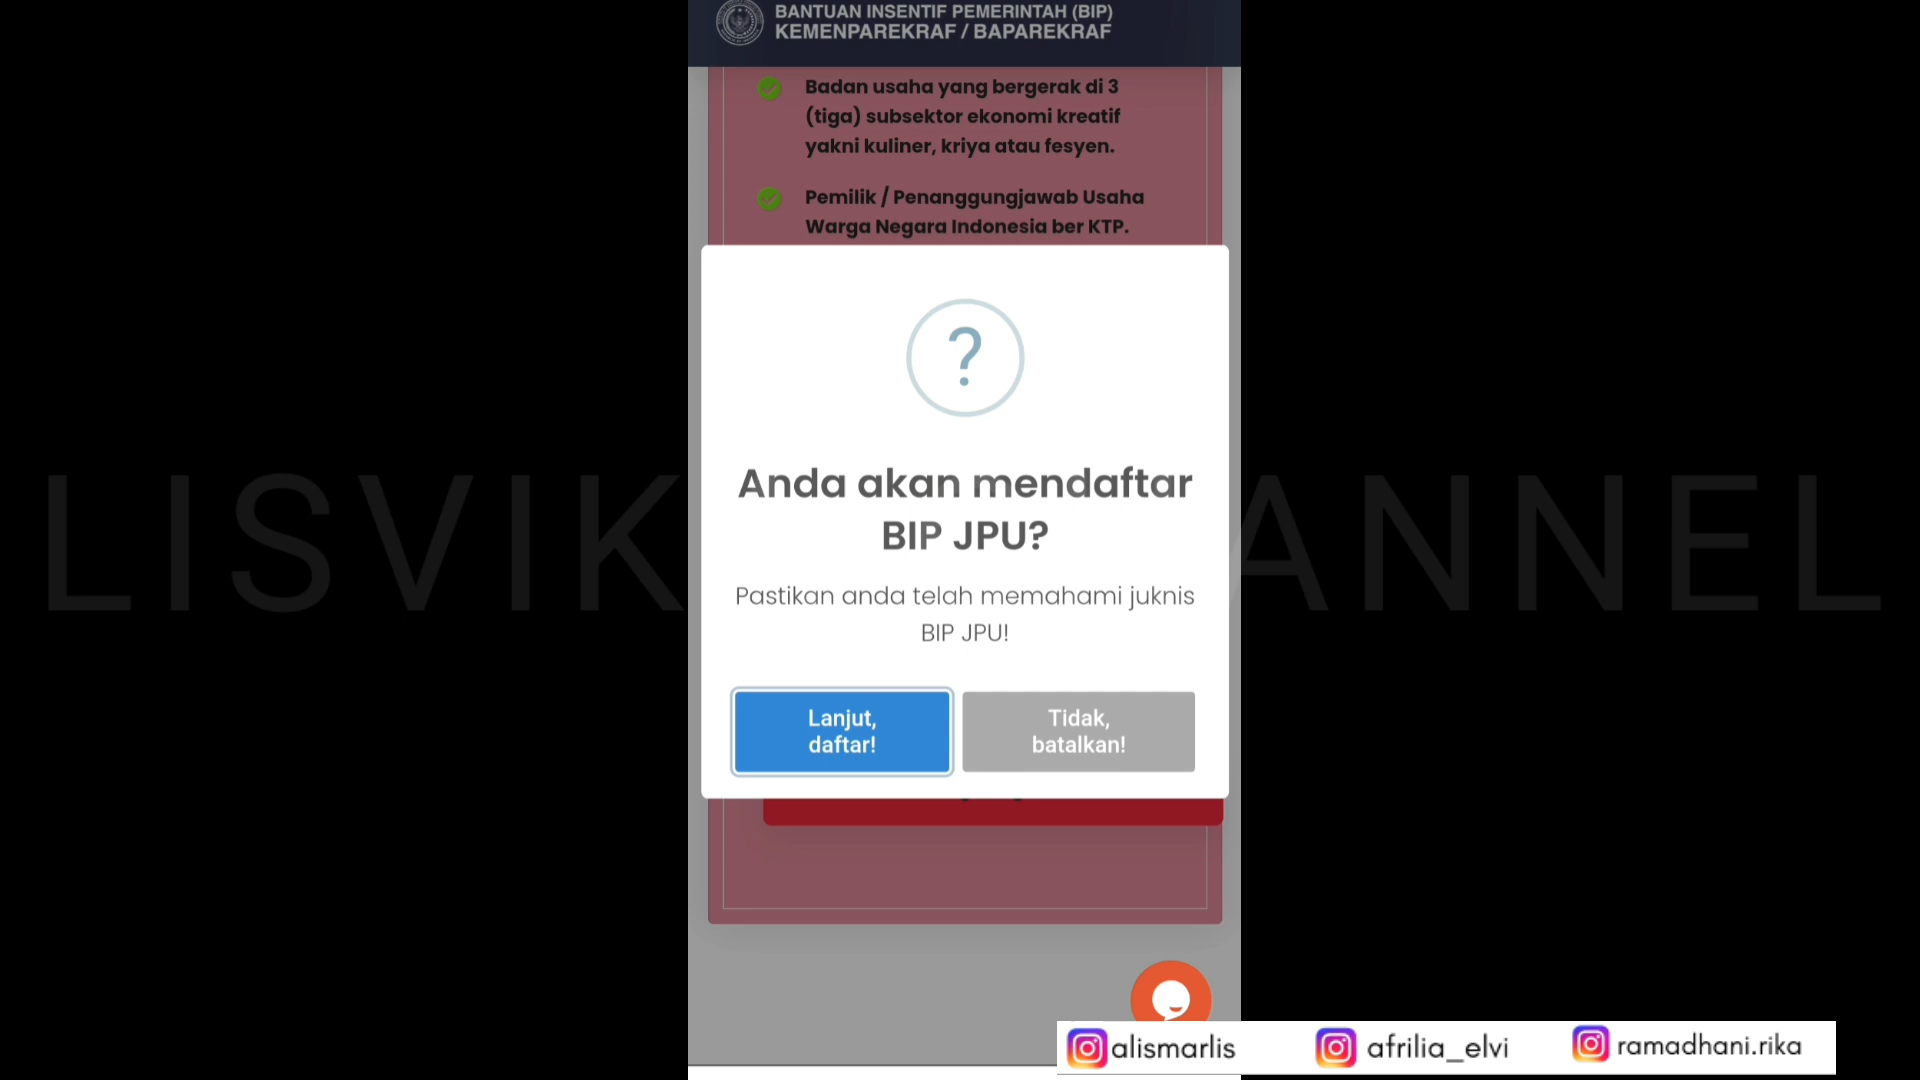 BANTUAN INSENTIF PEMERINTAH (BIP)
KEMENPAREKRAF / BAPAREKRAF
Badan usaha yang bergerak di 3
(tiga) subsektor ekonomi kreatif
yakni kuliner, kriya atau fesyen.
Pemilik / Penanggungjawab Usaha
Warga Negara Indonesia ber KTP.
?
Anda akan mendaftar
BIP JPU?
Pastikan anda telah memahami juknis
BIP JPU!
Lanjut,
daftar!
Tidak,
batalkan!
LISVIK ANNEL
alismarlis
afrilia_elvi
ramadhani.rika